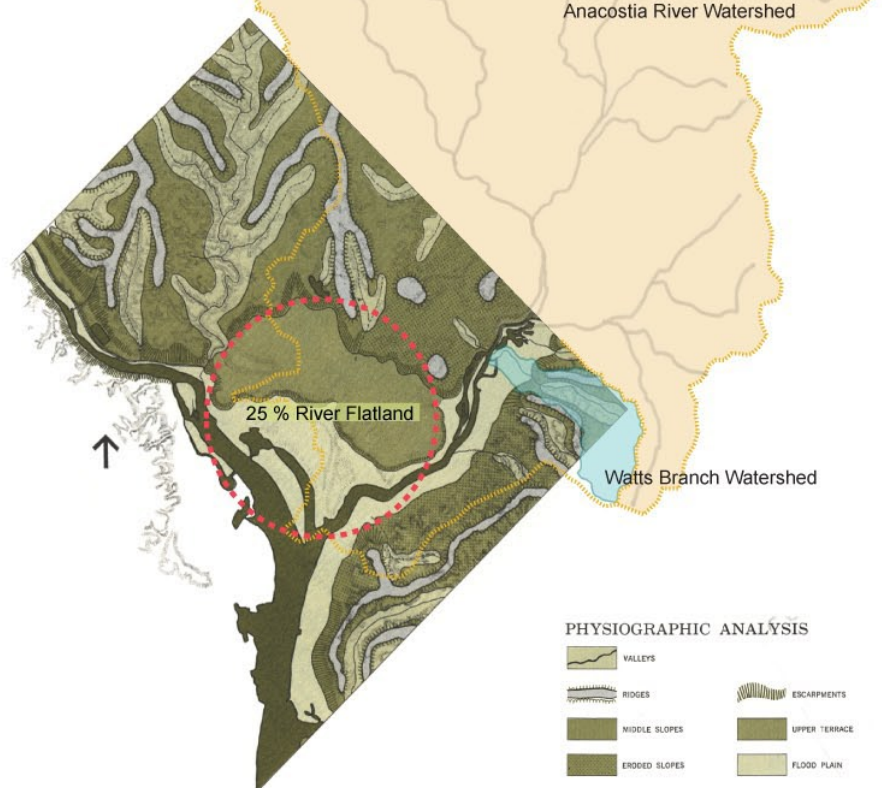 Anacostia River Watershed
25 % River Flatland
Watts Branch Watershed
PHYSIOGRAPHIC ANALYSIS
VALLEYS
RIDGES
ESCARPMENTS
MIDDLE SLOPES
UPPER TERRACE
ERODED SLOPES
FLOOD PLAIN